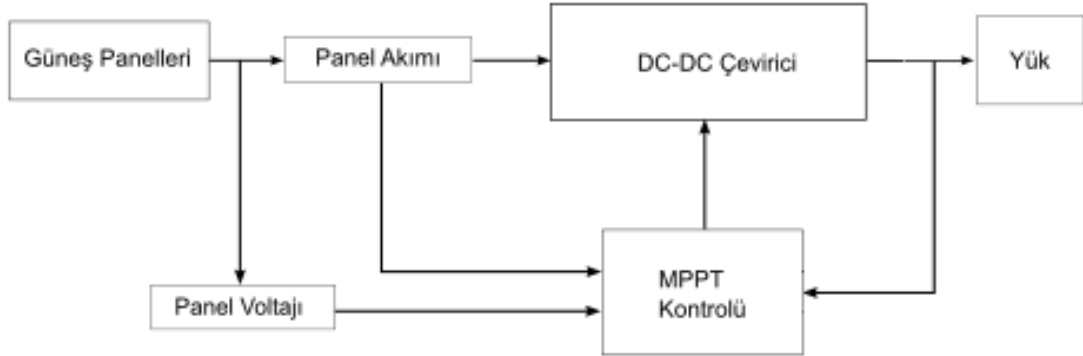 Güneş Panelleri
Panel Akımı
DC-DC Çevirici
Yük
Panel Voltajı
MPPT
Kontrolü